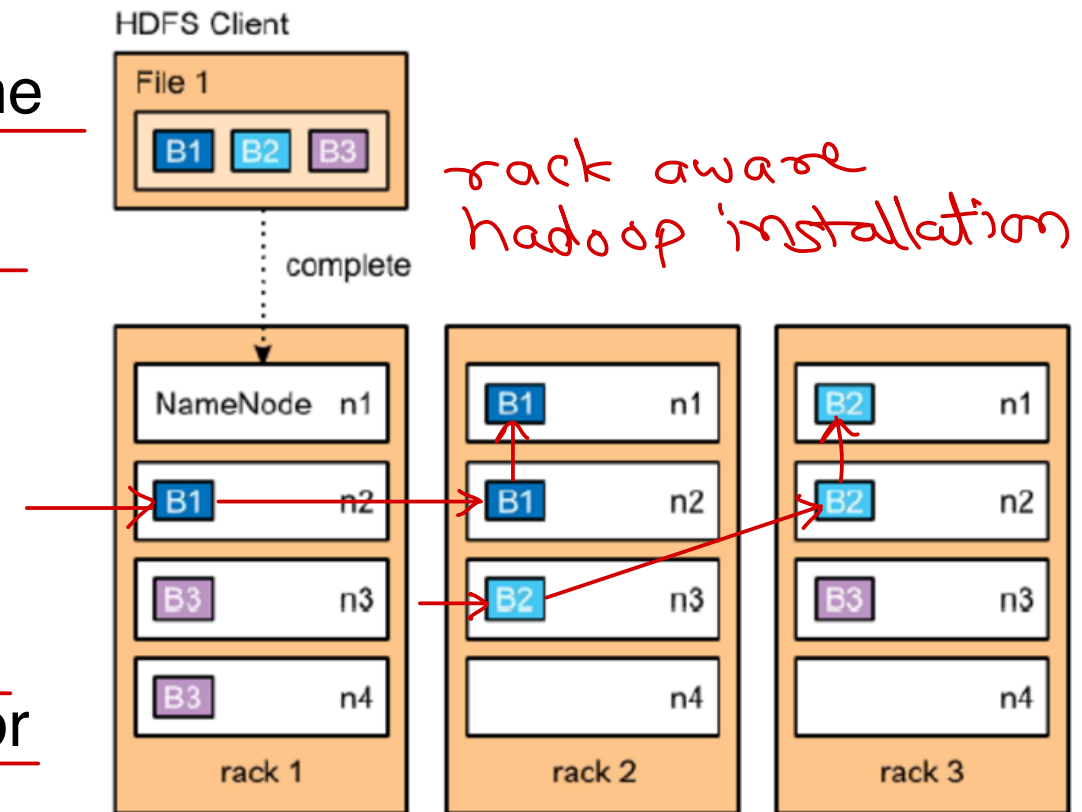 HDFS Client
ne
File 1
B1 B2 B3
rack aware
hadoop installation
complete
NameNode n1
B1 n1
B2 n1
B1 n2
B1 n2
B2 n2
B3 n3
B2 n3
B3 n3
B3 n4
n4
n4
or
rack 1
rack 2
rack 3